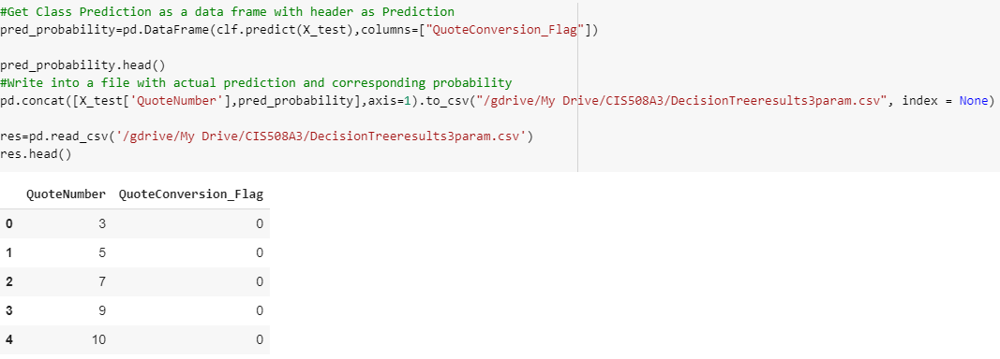 #Get Class Prediction as a data frame with header as Prediction
pred_probability=pd.DataFrame(clf.predict(X_test),columns=["QuoteConversion_Flag"])
pred_probability.head()
#Write into a file with actual prediction and corresponding probability
pd.concat([X_test['QuoteNumber'],pred_probability],axis=1).to_csv("/gdrive/My Drive/CIS508A3/DecisionTreeresults3param.csv", index = None)
res=pd.read_csv('/gdrive/My Drive/CIS508A3/DecisionTreeresults3param.csv')
res.head()
QuoteNumber QuoteConversion_Flag
0 3 0
1 5 0
2 7 0
3 9 0
4 10 0